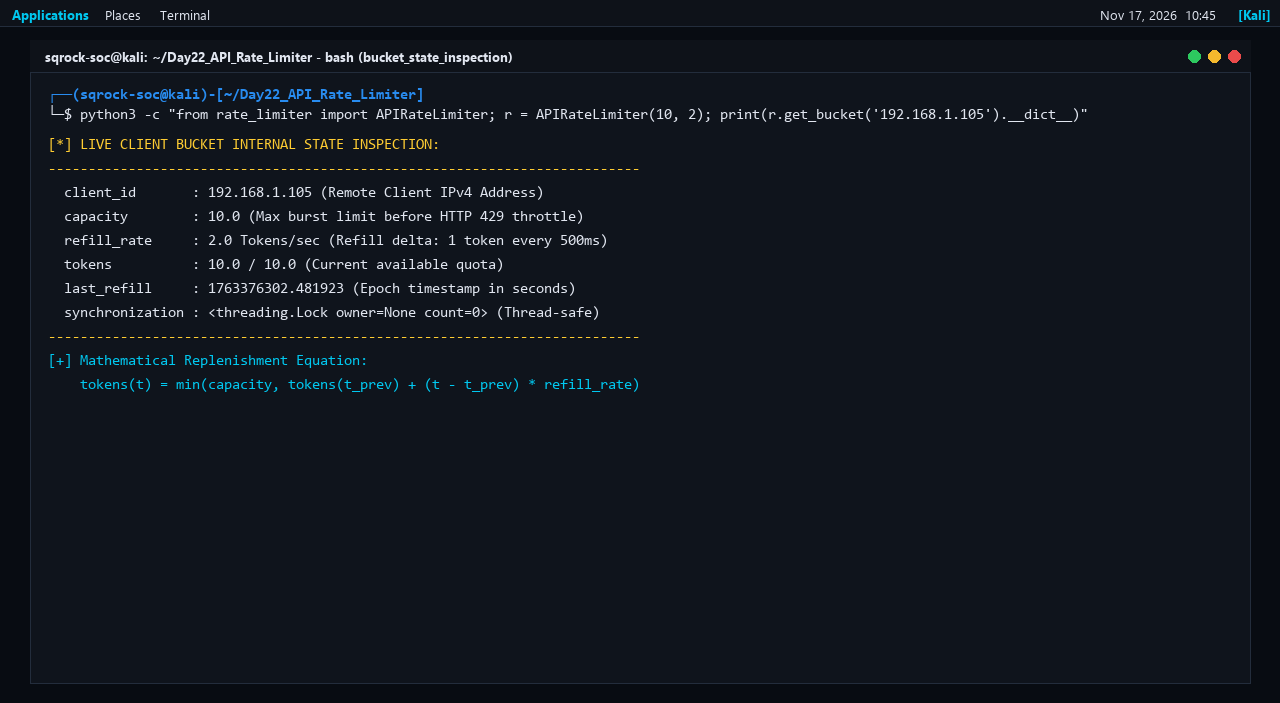 Applications Places Terminal Nov 17, 2026 10:45 [Kali]
sqrock-soc@kali: ~/Day22_API_Rate_Limiter - bash (bucket_state_inspection)
┌──(sqrock-soc@kali)-[~/Day22_API_Rate_Limiter]
└─$ python3 -c "from rate_limiter import APIRateLimiter; r = APIRateLimiter(10, 2); print(r.get_bucket('192.168.1.105').__dict__)"
[*] LIVE CLIENT BUCKET INTERNAL STATE INSPECTION:
--------------------------------------------------------------------------
client_id       : 192.168.1.105 (Remote Client IPv4 Address)
capacity        : 10.0 (Max burst limit before HTTP 429 throttle)
refill_rate     : 2.0 Tokens/sec (Refill delta: 1 token every 500ms)
tokens          : 10.0 / 10.0 (Current available quota)
last_refill     : 1763376302.481923 (Epoch timestamp in seconds)
synchronization : <threading.Lock owner=None count=0> (Thread-safe)
--------------------------------------------------------------------------
[+] Mathematical Replenishment Equation:
tokens(t) = min(capacity, tokens(t_prev) + (t - t_prev) * refill_rate)